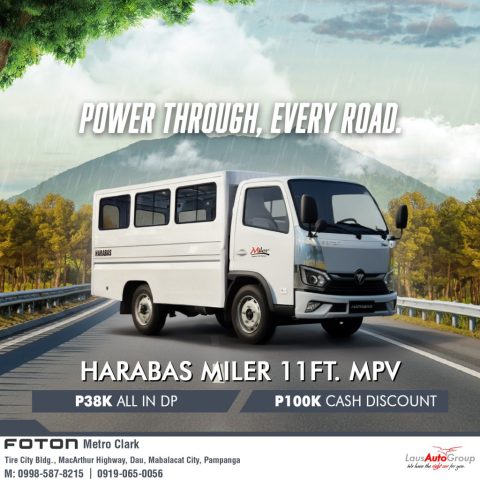 POWER THROUGH, EVERY ROAD.
HARABAS
Miler
HARABAS MILER 11FT. MPV
P38K ALL IN DP
P100K CASH DISCOUNT
FOTON Metro Clark
Tire City Bldg., MacArthur Highway, Dau, Mabalacat City, Pampanga
M: 0998-587-8215 | 0919-065-0056
LausAutoGroup
We have the right car for you.